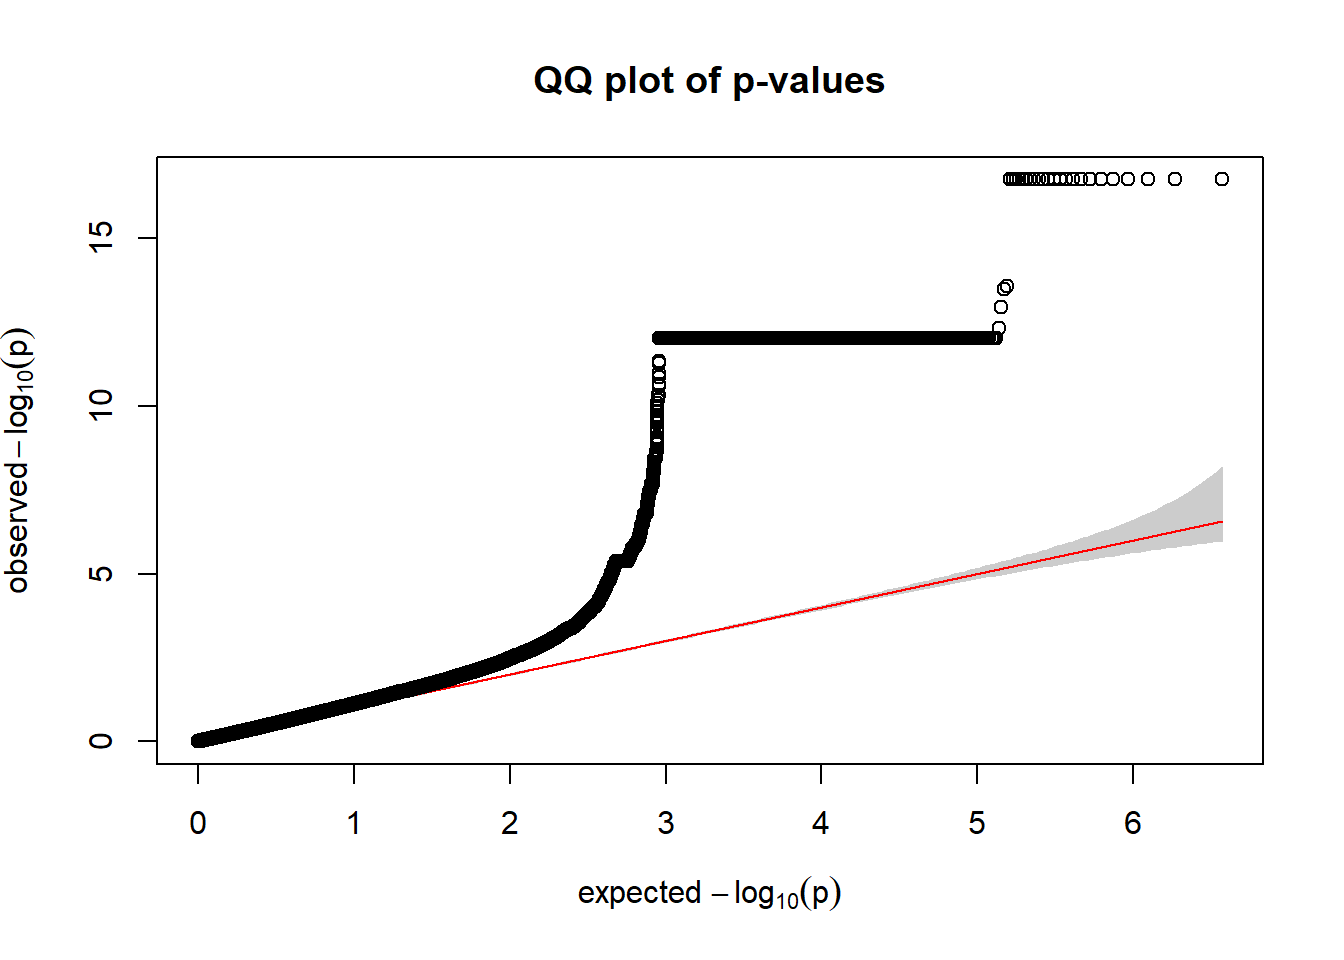 QQ plot of p-values
observed − log₁₀(p)
15
10
5
0
0 1 2 3 4 5 6
expected − log₁₀(p)